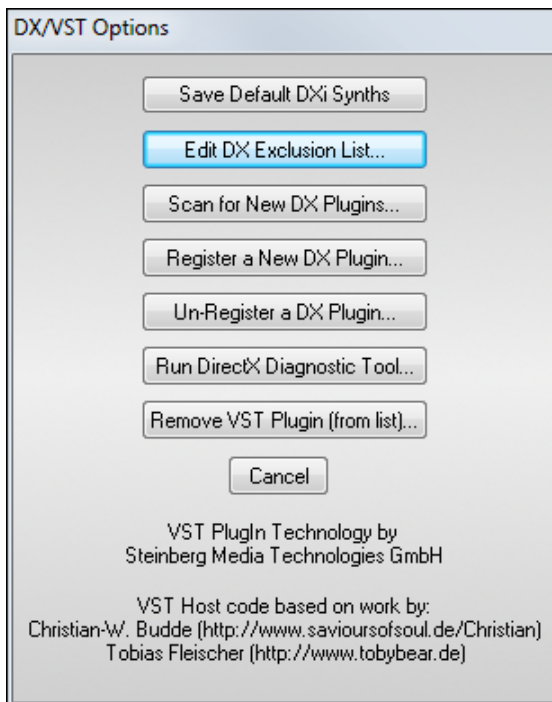 DX/VST Options
Save Default DXi Synths
Edit DX Exclusion List...
Scan for New DX Plugins...
Register a New DX Plugin...
Un-Register a DX Plugin...
Run DirectX Diagnostic Tool...
Remove VST Plugin (from list)...
Cancel
VST PlugIn Technology by
Steinberg Media Technologies GmbH
VST Host code based on work by:
Christian-W. Budde (http://www.savioursofsoul.de/Christian)
Tobias Fleischer (http://www.tobybear.de)